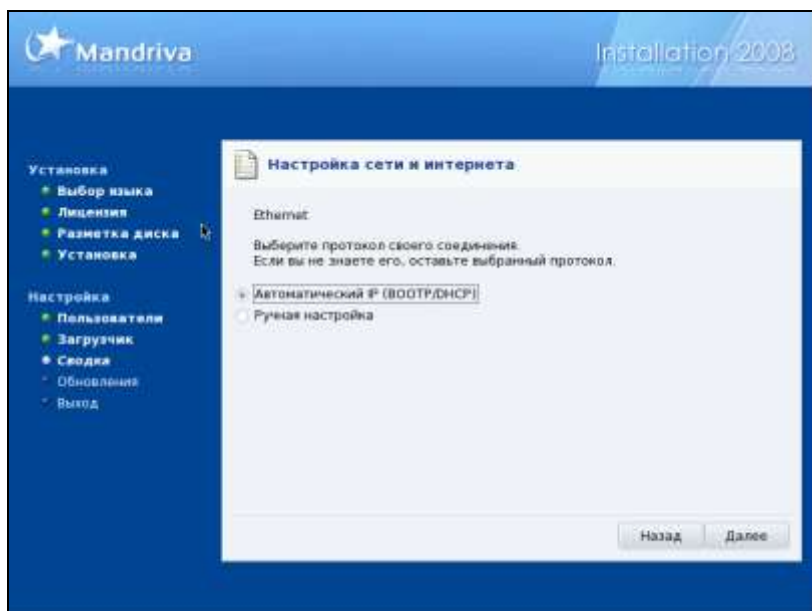 Mandriva
Installation 2008
Установка
Выбор языка
Лицензия
Разметка диска
Установка
Настройка
Пользователи
Загрузчик
Сводка
Обновления
Выход
Настройка сети и интернета
Ethernet
Выберите протокол своего соединения.
Если вы не знаете его, оставьте выбранный протокол.
Автоматический IP (BOOTP/DHCP)
Ручная настройка
Назад
Далее